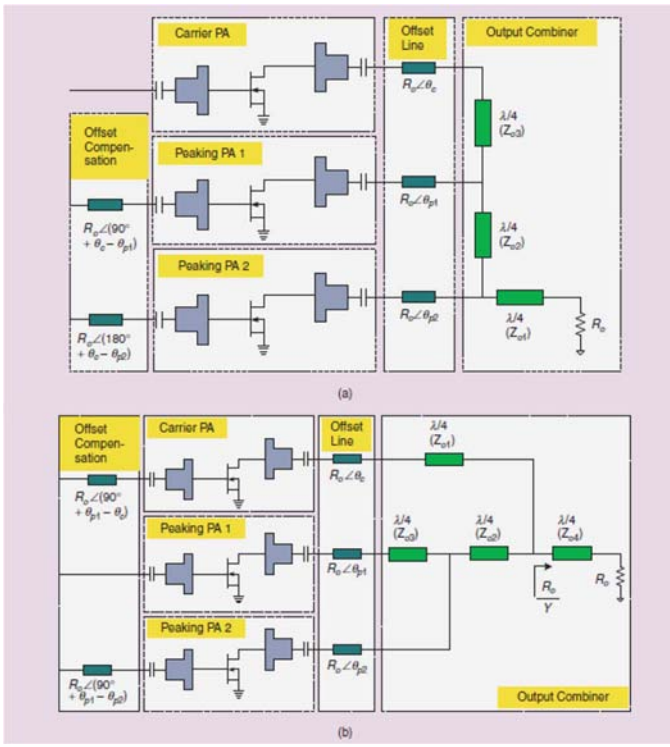 Carrier PA
Offset
Line
Output Combiner
Rₒ∠θc
λ/4
(Zₒ3)
Offset
Compen-
sation
Peaking PA 1
Rₒ∠(90°
+ θc − θp1)
Rₒ∠θp1
λ/4
(Zₒ2)
Peaking PA 2
Rₒ∠(180°
+ θc − θp2)
Rₒ∠θp2
λ/4
(Zₒ1)
Rₒ
(a)
Offset
Compen-
sation
Carrier PA
Offset
Line
λ/4
(Zₒ1)
Rₒ∠(90°
+ θp1 − θc)
Rₒ∠θc
Peaking PA 1
λ/4
(Zₒ3)
λ/4
(Zₒ2)
λ/4
(Zₒ4)
Rₒ∠θp1
Rₒ
Y
Rₒ
Peaking PA 2
Rₒ∠(90°
+ θp1 − θp2)
Rₒ∠θp2
Output Combiner
(b)